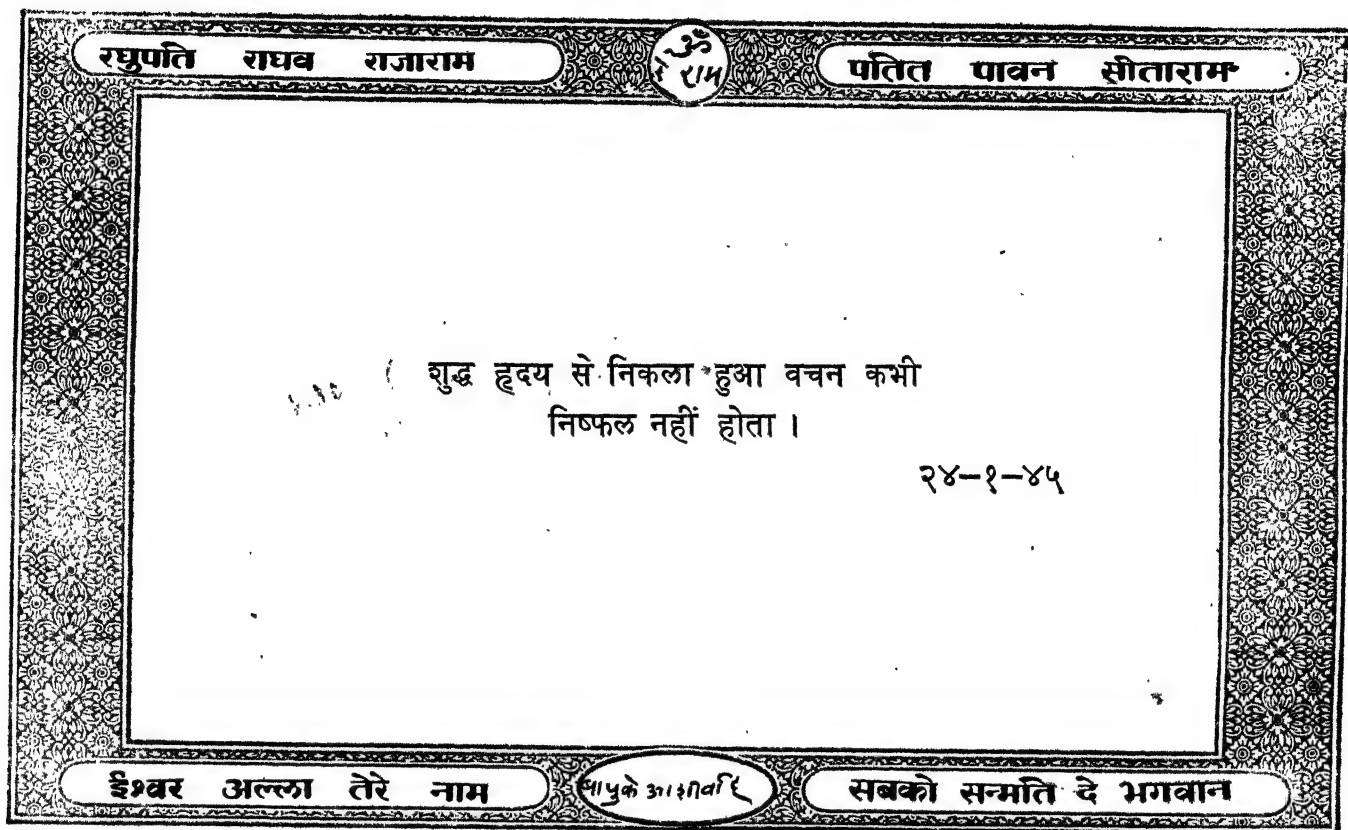 रघुपति राघव राजाराम
ॐ
राम
पतित पावन सीताराम
शुद्ध हृदय से निकला हुआ वचन कभी
निष्फल नहीं होता ।
२४-१-४५
ईश्वर अल्ला तेरे नाम
बापुके आशीर्वाद
सबको सन्मति दे भगवान